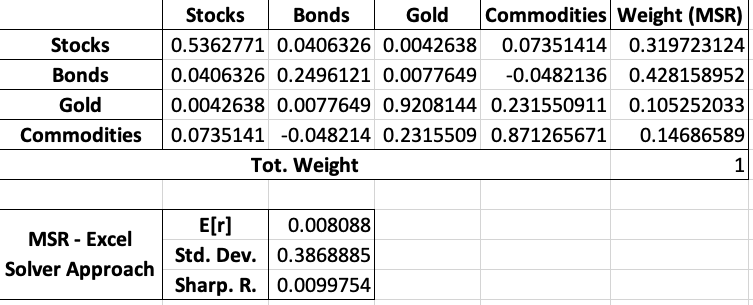 Stocks Bonds Gold Commodities Weight (MSR)
Stocks 0.5362771 0.0406326 0.0042638 0.07351414 0.319723124
Bonds 0.0406326 0.2496121 0.0077649 -0.0482136 0.428158952
Gold 0.0042638 0.0077649 0.9208144 0.231550911 0.105252033
Commodities 0.0735141 -0.048214 0.2315509 0.871265671 0.14686589
Tot. Weight 1
MSR - Excel Solver Approach
E[r] 0.008088
Std. Dev. 0.3868885
Sharp. R. 0.0099754